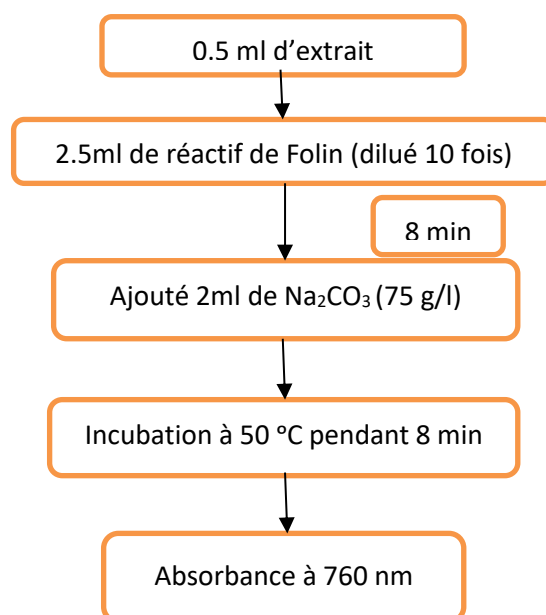 0.5 ml d’extrait
2.5ml de réactif de Folin (dilué 10 fois)
8 min
Ajouté 2ml de Na₂CO₃ (75 g/l)
Incubation à 50 °C pendant 8 min
Absorbance à 760 nm